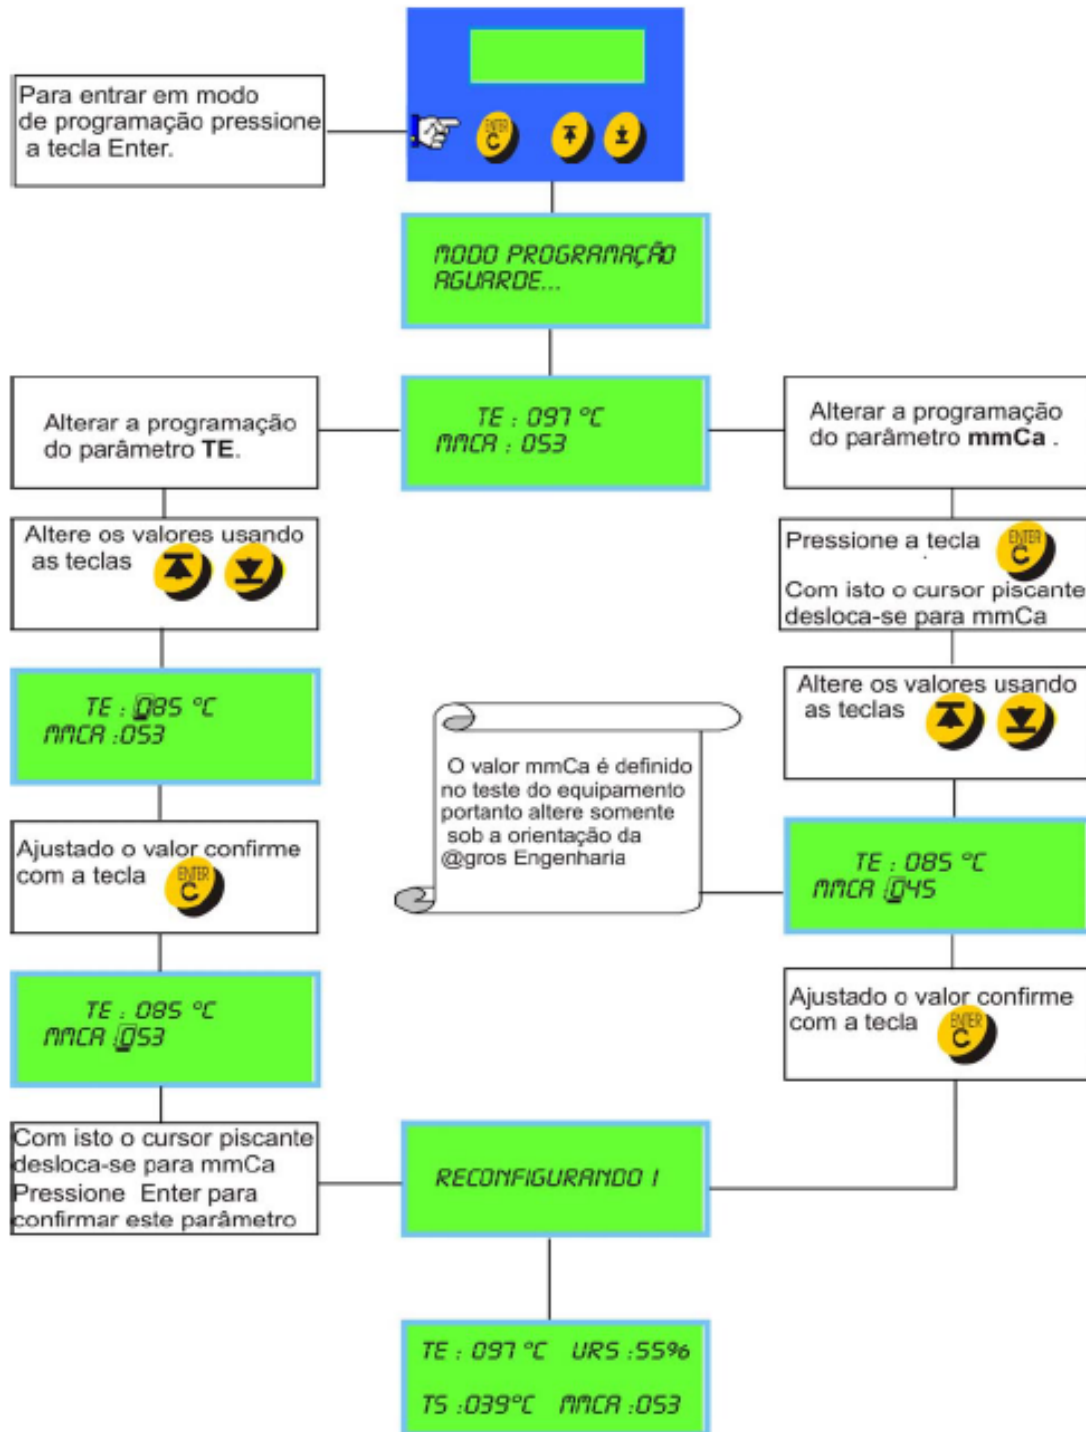 Para entrar em modo
de programação pressione
a tecla Enter.
ENTER
C
MODO PROGRAMAÇÃO
AGUARDE...
TE : 097 °C
MMCA : 053
Alterar a programação
do parâmetro TE.
Altere os valores usando
as teclas
TE : 085 °C
MMCA :053
Ajustado o valor confirme
com a tecla
ENTER
C
TE : 085 °C
MMCA :053
Com isto o cursor piscante
desloca-se para mmCa
Pressione Enter para
confirmar este parâmetro
Alterar a programação
do parâmetro mmCa .
Pressione a tecla
ENTER
C
Com isto o cursor piscante
desloca-se para mmCa
Altere os valores usando
as teclas
O valor mmCa é definido
no teste do equipamento
portanto altere somente
sob a orientação da
@gros Engenharia
TE : 085 °C
MMCA :045
Ajustado o valor confirme
com a tecla
ENTER
C
RECONFIGURANDO !
TE : 097 °C URS :55%
TS :039°C MMCA :053